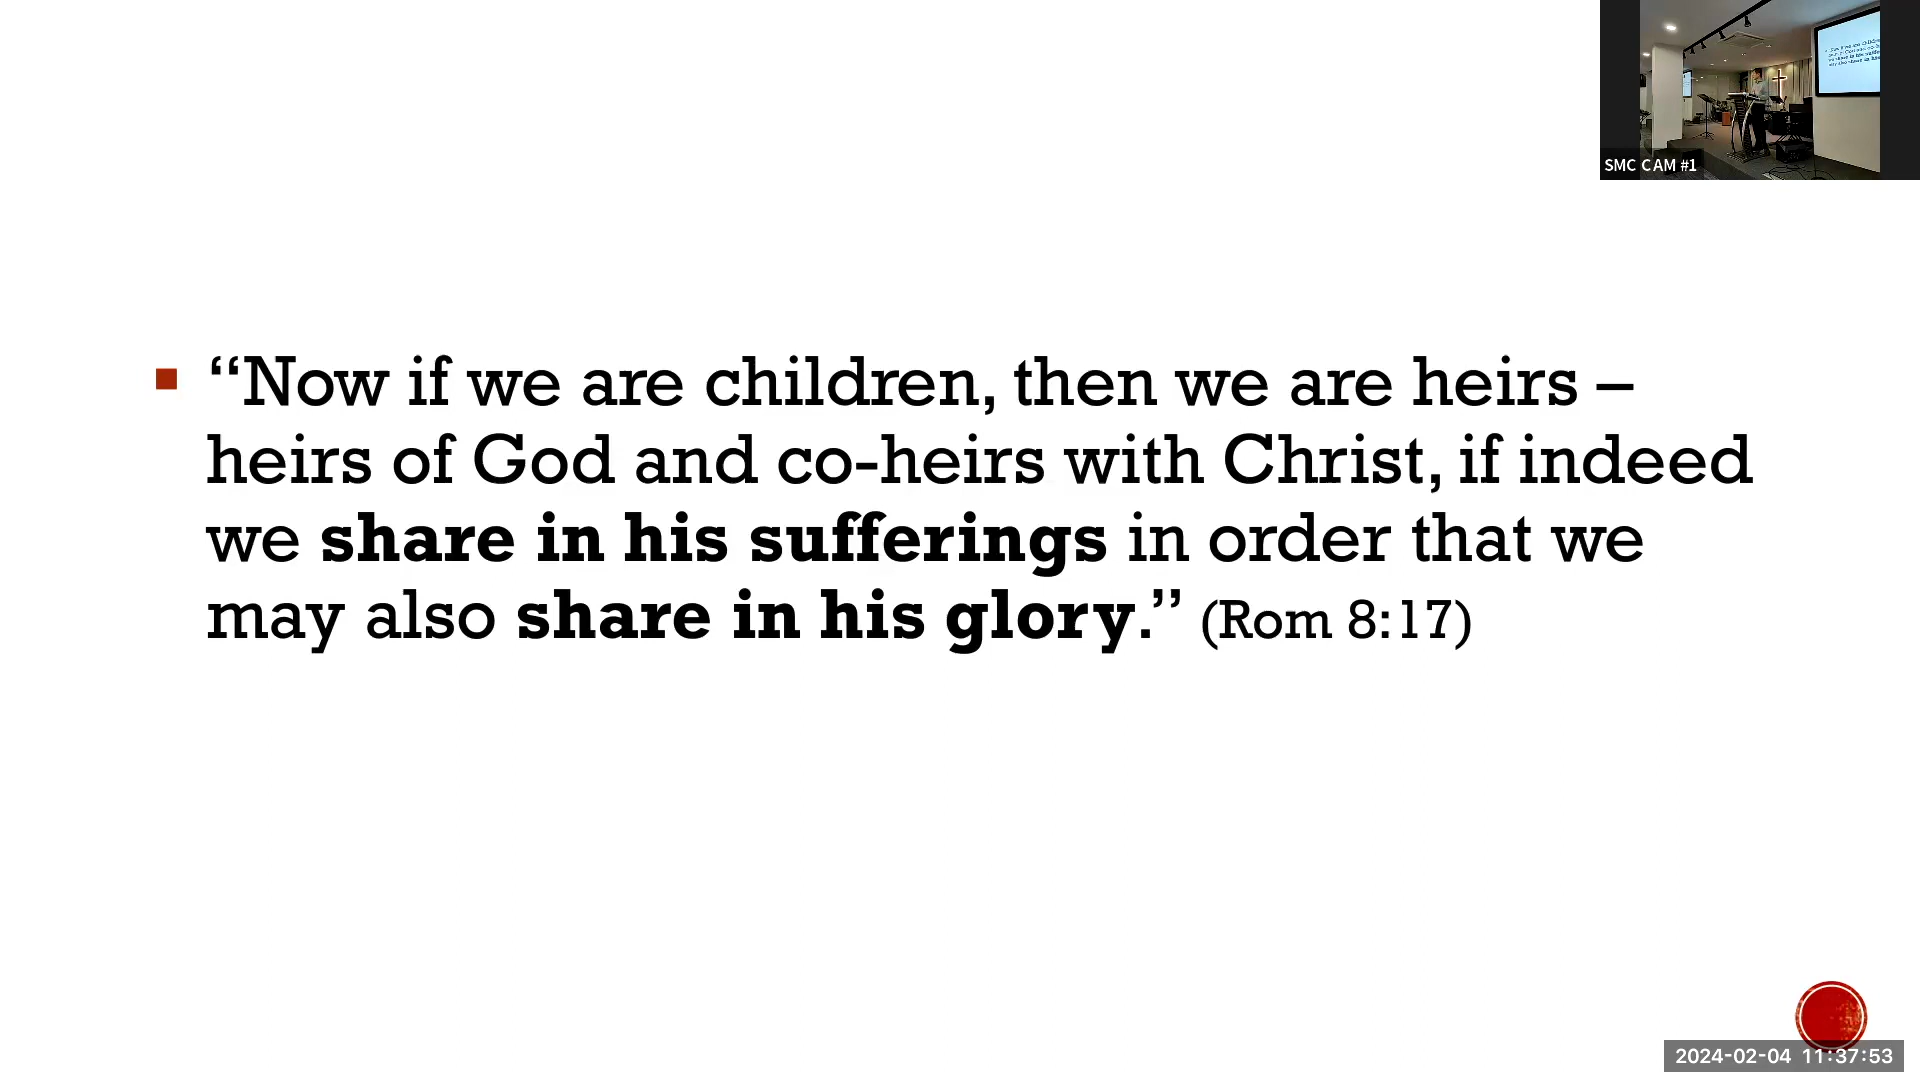 SMC CAM #1
“Now if we are children, then we are heirs –
heirs of God and co-heirs with Christ, if indeed
we share in his sufferings in order that we
may also share in his glory.” (Rom 8:17)
2024-02-04 11:37:53